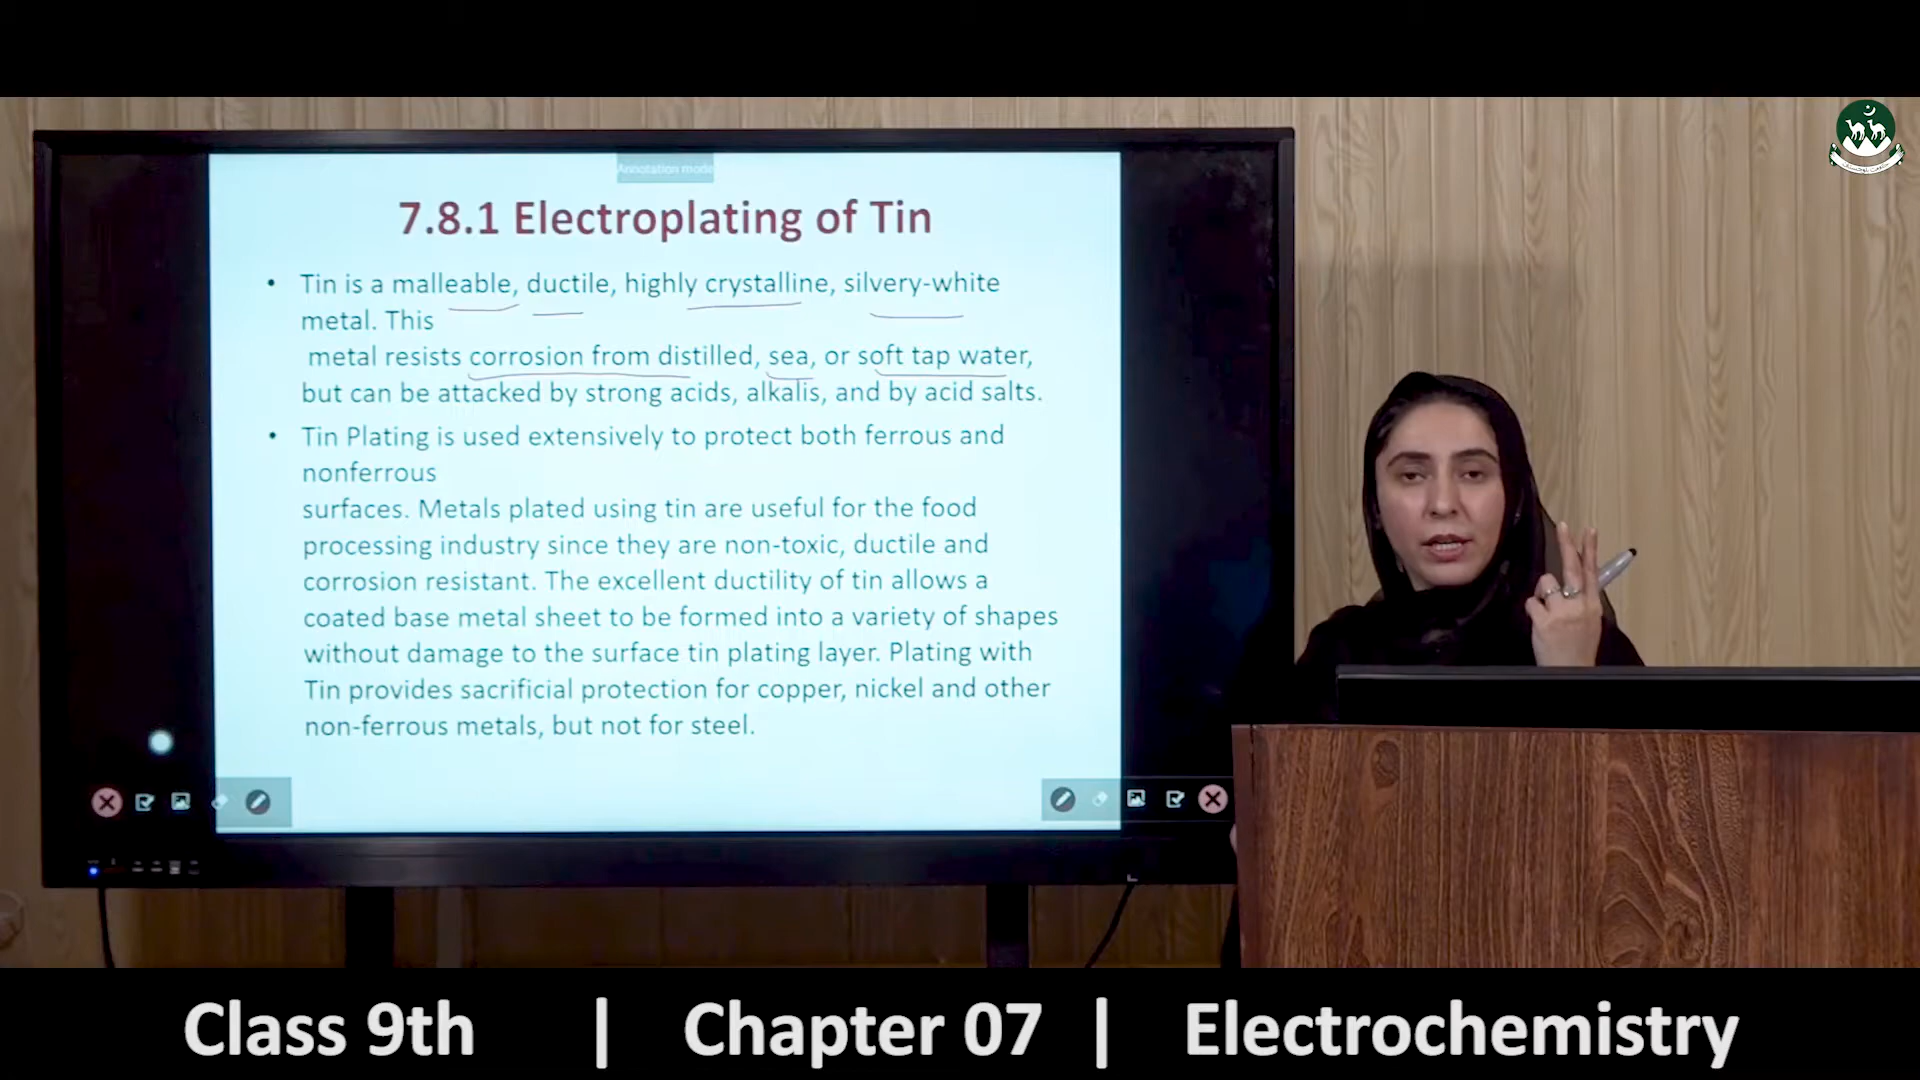 Annotation mode
7.8.1 Electroplating of Tin
• Tin is a malleable, ductile, highly crystalline, silvery-white
metal. This
metal resists corrosion from distilled, sea, or soft tap water,
but can be attacked by strong acids, alkalis, and by acid salts.
• Tin Plating is used extensively to protect both ferrous and
nonferrous
surfaces. Metals plated using tin are useful for the food
processing industry since they are non-toxic, ductile and
corrosion resistant. The excellent ductility of tin allows a
coated base metal sheet to be formed into a variety of shapes
without damage to the surface tin plating layer. Plating with
Tin provides sacrificial protection for copper, nickel and other
non-ferrous metals, but not for steel.
Class 9th | Chapter 07 | Electrochemistry